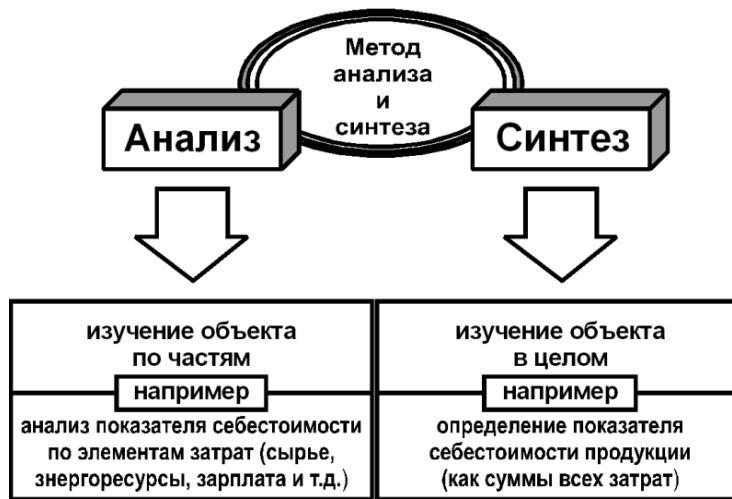 Метод
анализа
и
синтеза
Анализ
Синтез
изучение объекта
по частям
например
анализ показателя себестоимости
по элементам затрат (сырье,
знергоресурсы, зарплата и т.д.)
изучение объекта
в целом
например
определение показателя
себестоимости продукции
(как суммы всех затрат)